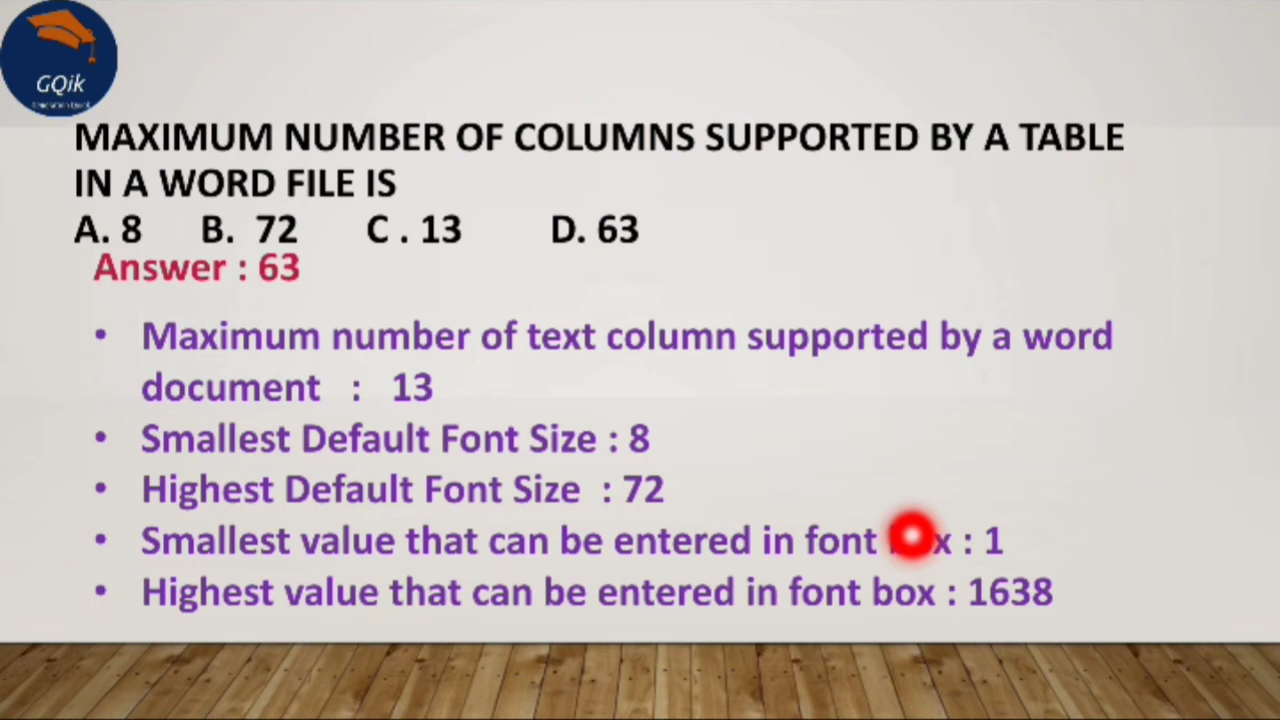 GQik
Generation Quick
MAXIMUM NUMBER OF COLUMNS SUPPORTED BY A TABLE
IN A WORD FILE IS
A. 8 B. 72 C . 13 D. 63
Answer : 63
• Maximum number of text column supported by a word
document : 13
• Smallest Default Font Size : 8
• Highest Default Font Size : 72
• Smallest value that can be entered in font box : 1
• Highest value that can be entered in font box : 1638